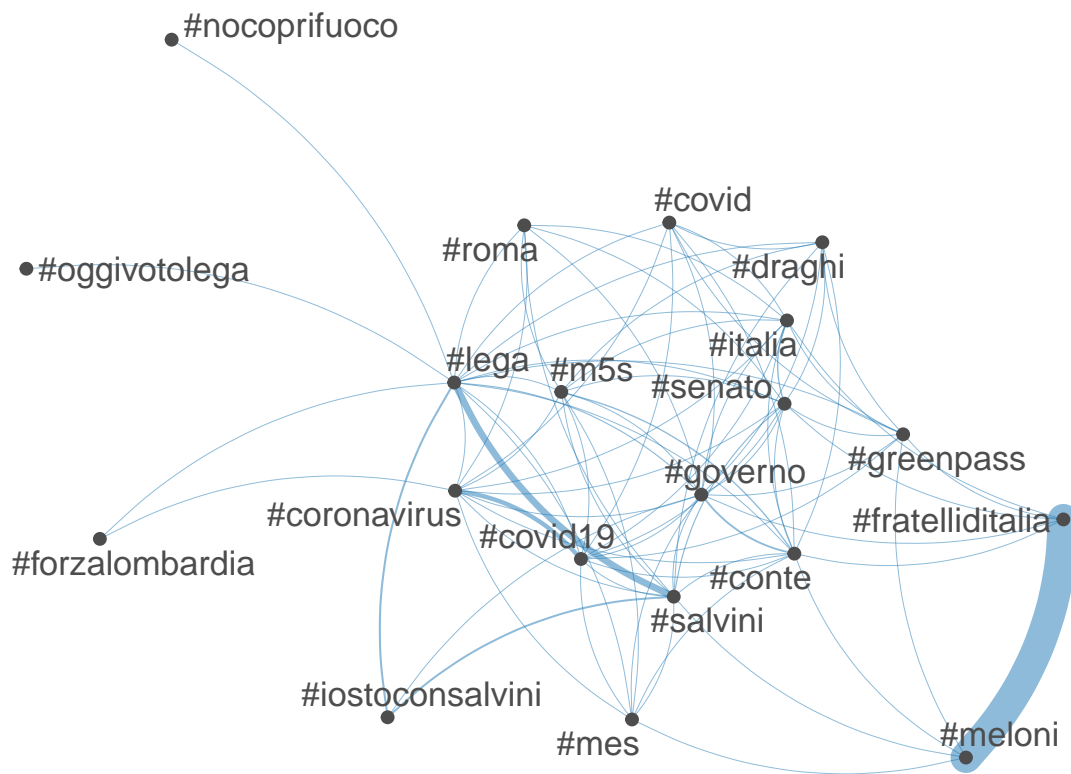 #nocoprifuoco
#covid
#roma
#draghi
#oggivotolega
#italia
#lega
#m5s
#senato
#greenpass
#governo
#coronavirus
#fratelliditalia
#covid19
#forzalombardia
#conte
#salvini
#iostoconsalvini
#meloni
#mes